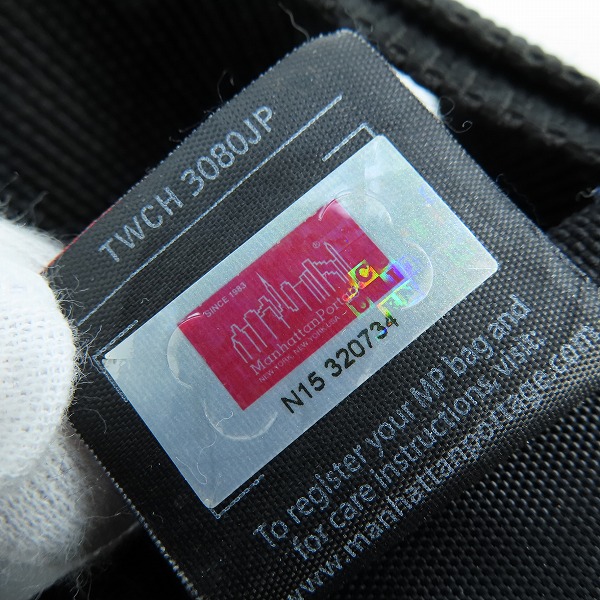 TWCH 3080JP
SINCE 1983
®
ManhattanPortage
NEW YORK, NEW YORK, USA
N15 320734
To register your MP bag and
for care instructions, visit:
www.manhattanportage.com